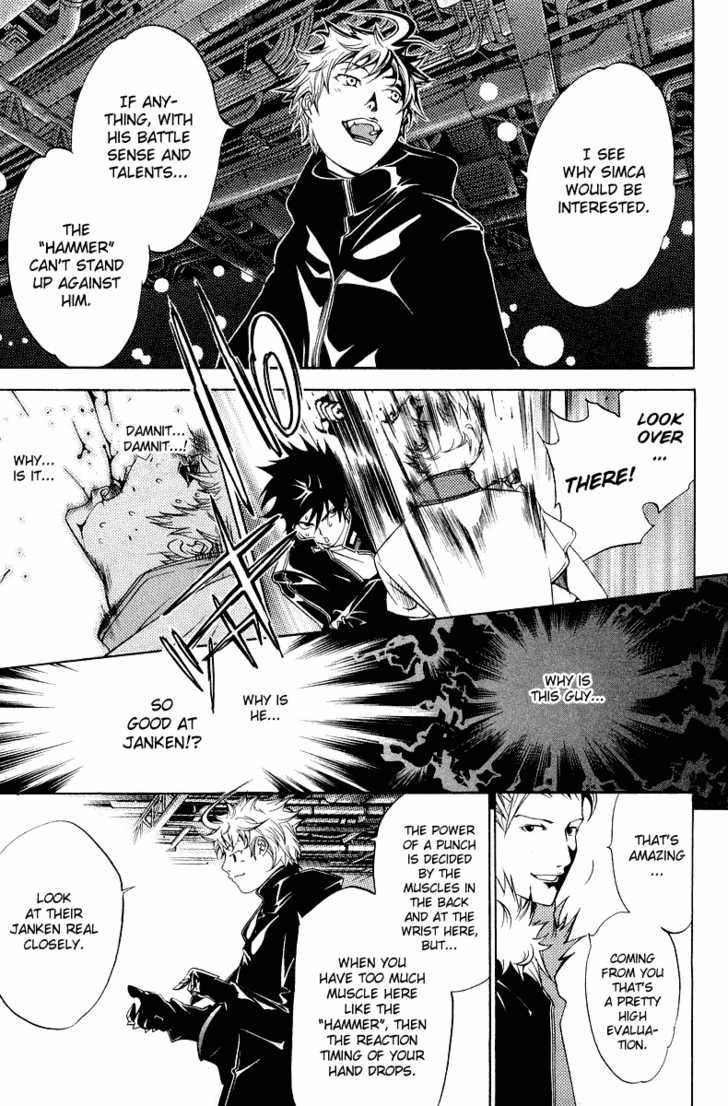 I SEE
WHY SIMCA
WOULD BE
INTERESTED.
IF ANY-
THING, WITH
HIS BATTLE
SENSE AND
TALENTS...
THE
"HAMMER"
CAN'T STAND
UP AGAINST
HIM.
LOOK
OVER
...
THERE!
DAMNIT...
DAMNIT...!
WHY...
IS IT...
WHY IS
THIS GUY...
WHY IS
HE...
SO
GOOD AT
JANKEN!?
THAT'S
AMAZING
...
COMING
FROM YOU
THAT'S
A PRETTY
HIGH
EVALUA-
TION.
THE POWER
OF A PUNCH
IS DECIDED
BY THE
MUSCLES IN
THE BACK
AND AT THE
WRIST HERE,
BUT...
WHEN YOU
HAVE TOO MUCH
MUSCLE HERE
LIKE THE
"HAMMER", THEN
THE REACTION
TIMING OF YOUR
HAND DROPS.
LOOK
AT THEIR
JANKEN REAL
CLOSELY.